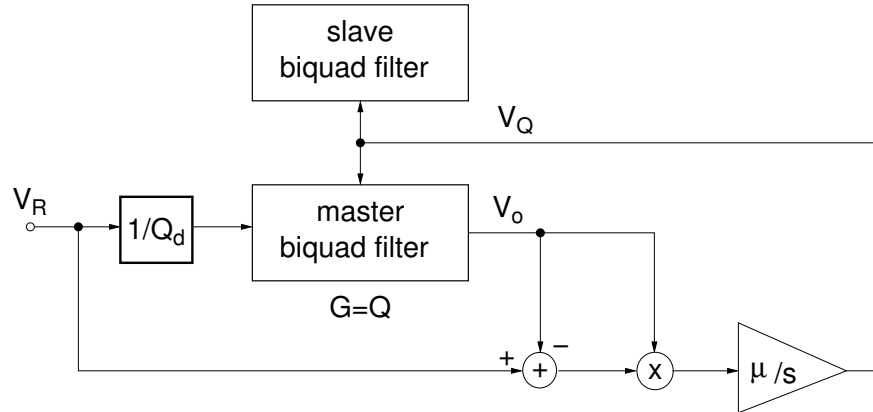 slave
biquad filter
V_Q
V_R
1/Q_d
master
biquad filter
V_o
G=Q
+
−
+
x
μ/s